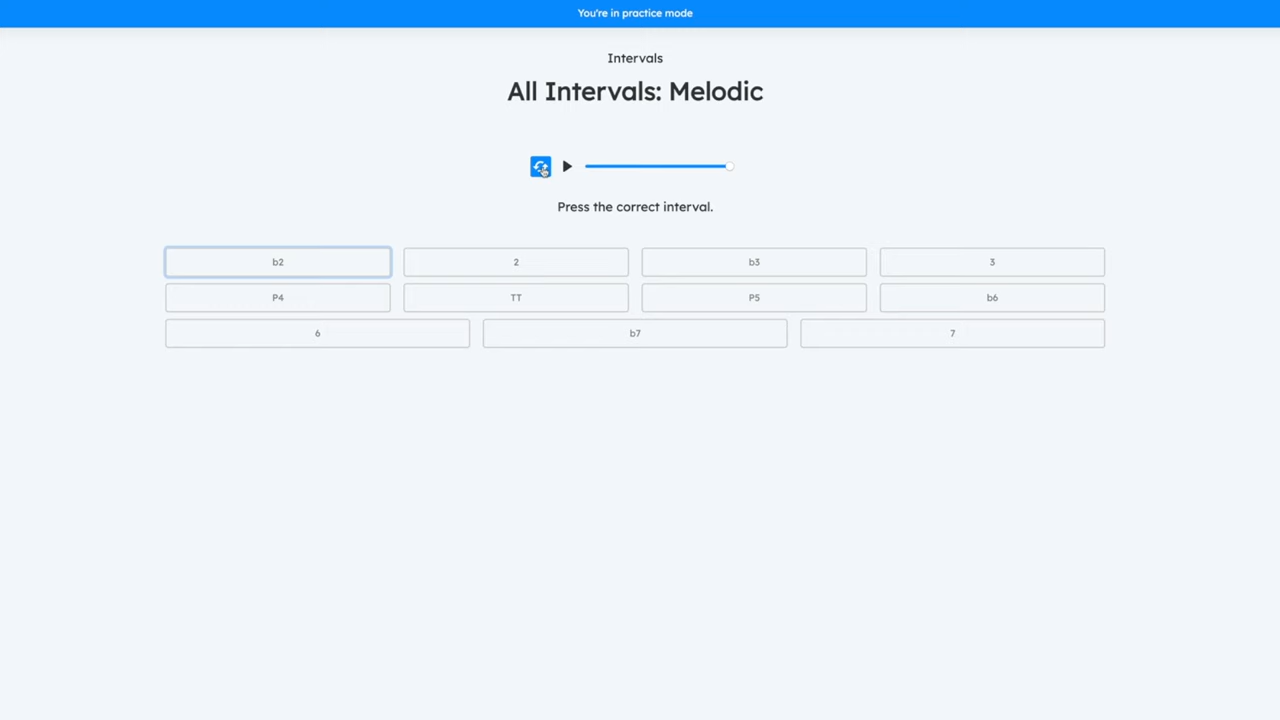 You're in practice mode
Intervals
All Intervals: Melodic
Press the correct interval.
b2 2 b3 3
P4 TT P5 b6
6 b7 7